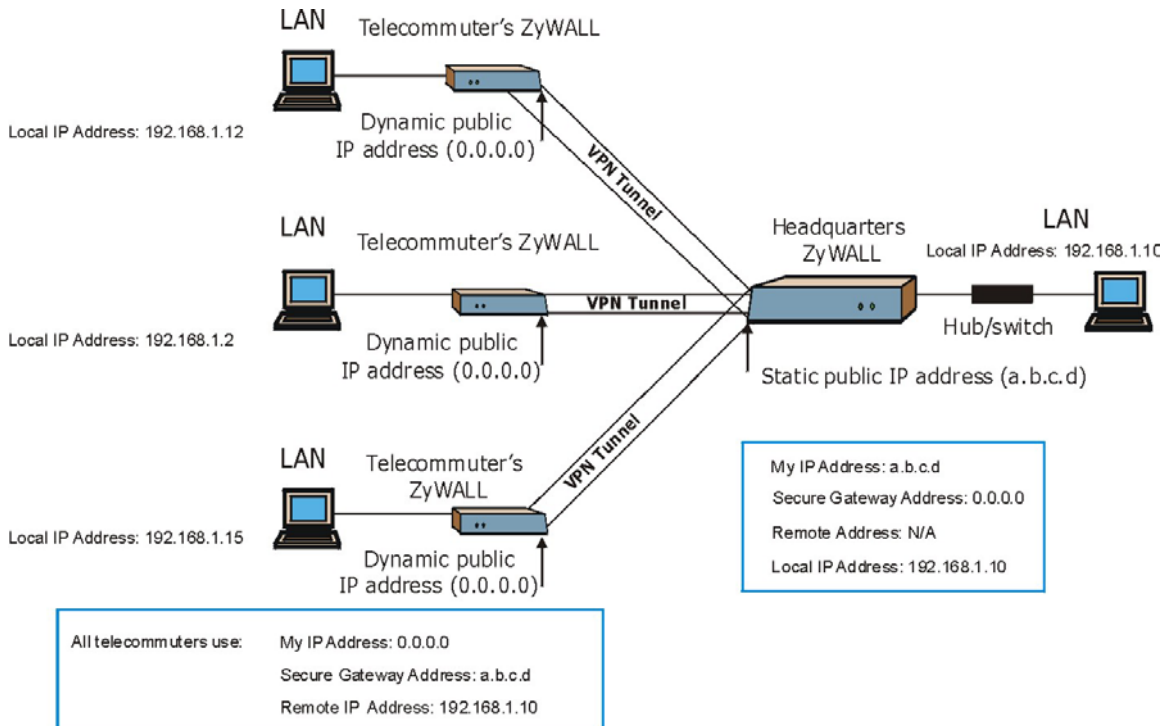 LAN
Telecommuter's ZyWALL
Local IP Address: 192.168.1.12
Dynamic public
IP address (0.0.0.0)
VPN Tunnel
LAN
Telecommuter's ZyWALL
Local IP Address: 192.168.1.2
Dynamic public
IP address (0.0.0.0)
VPN Tunnel
Headquarters
ZyWALL
LAN
Local IP Address: 192.168.1.10
Hub/switch
Static public IP address (a.b.c.d)
LAN
Telecommuter's
ZyWALL
Local IP Address: 192.168.1.15
Dynamic public
IP address (0.0.0.0)
VPN Tunnel
My IP Address: a.b.c.d
Secure Gateway Address: 0.0.0.0
Remote Address: N/A
Local IP Address: 192.168.1.10
All telecommuters use: My IP Address: 0.0.0.0
Secure Gateway Address: a.b.c.d
Remote IP Address: 192.168.1.10